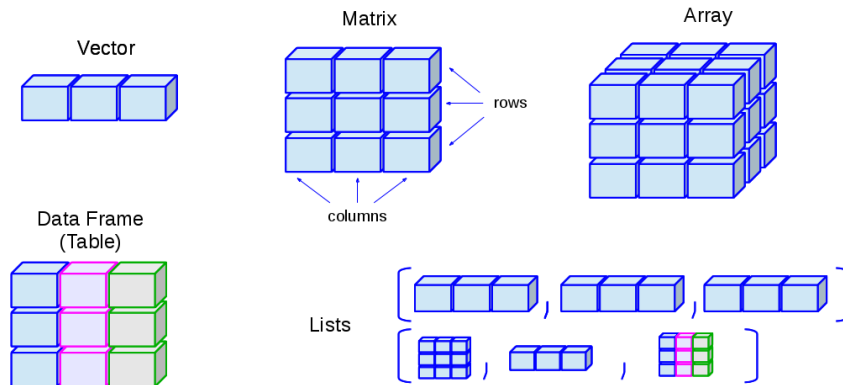 Vector
Matrix
Array
rows
columns
Data Frame
(Table)
Lists